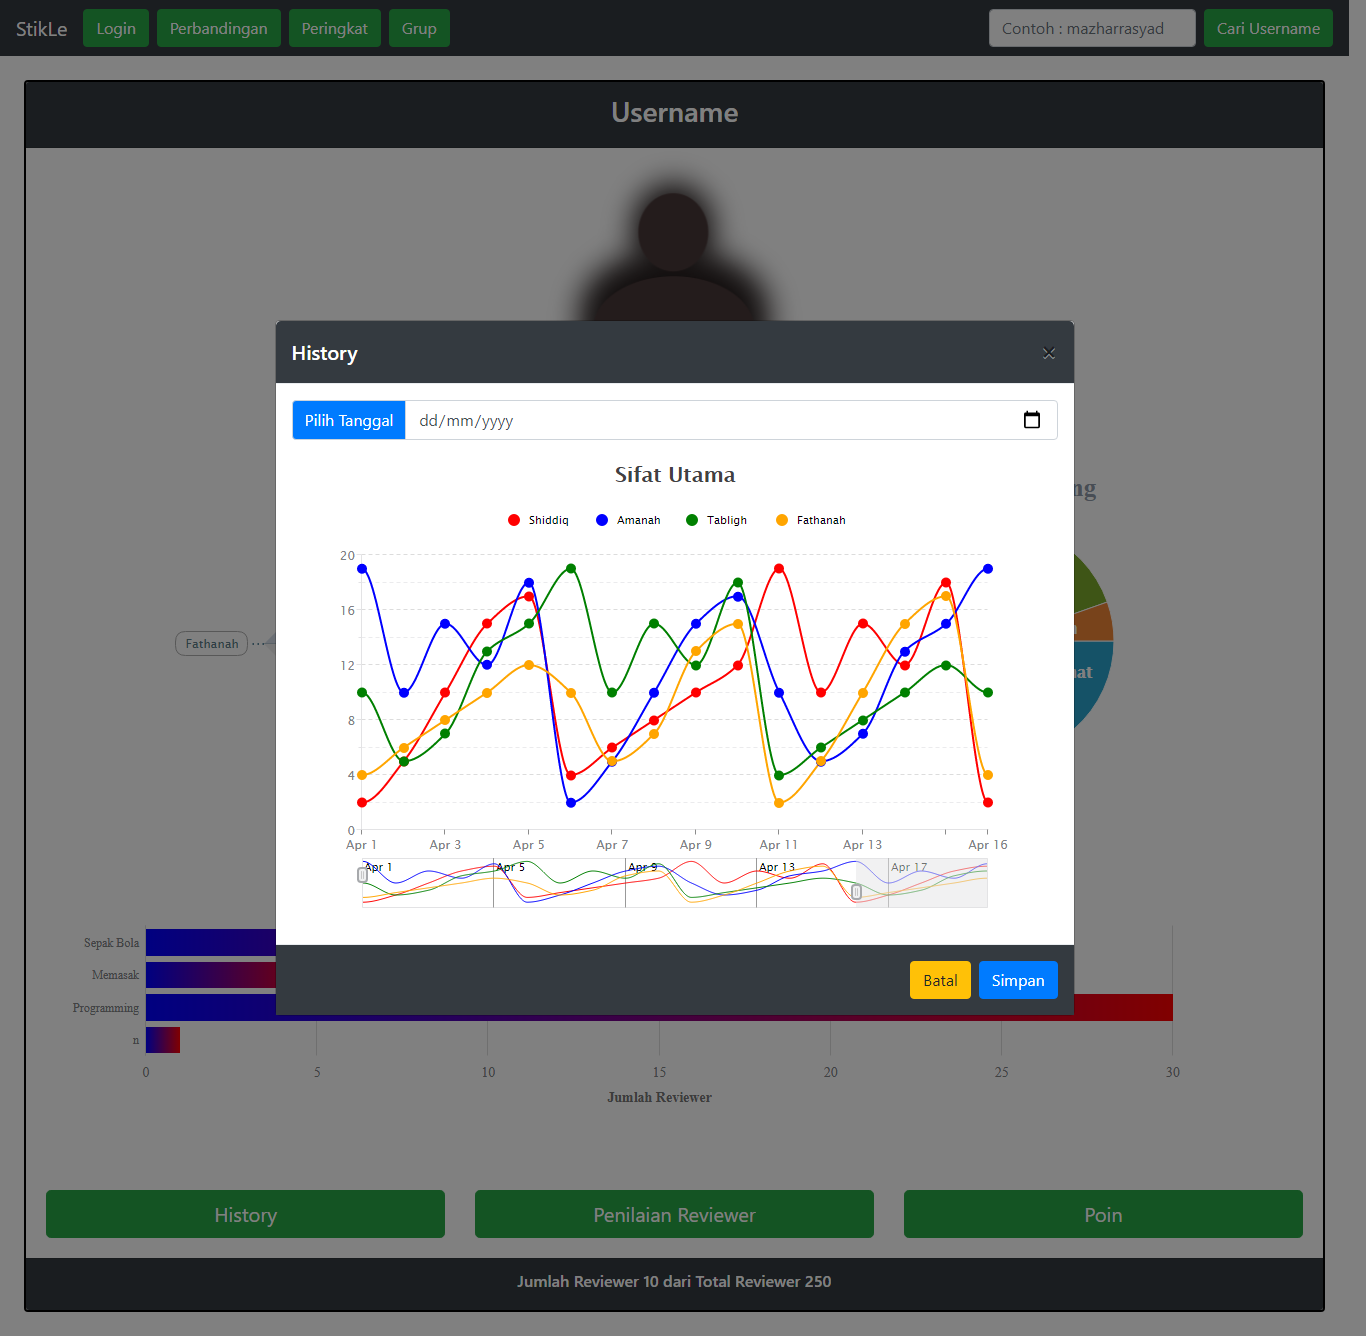 StikLe Login Perbandingan Peringkat Grup Contoh : mazharrasyad Cari Username
Username
History ×
Pilih Tanggal dd/mm/yyyy
Sifat Utama
ng
Shiddiq Amanah Tabligh Fathanah
20
16
12
8
4
0
Fathanah
nat
Apr 1 Apr 3 Apr 5 Apr 7 Apr 9 Apr 11 Apr 13 Apr 16
Apr 1 Apr 5 Apr 9 Apr 13 Apr 17
Sepak Bola
Memasak
Batal Simpan
Programming
n
0 5 10 15 20 25 30
Jumlah Reviewer
History Penilaian Reviewer Poin
Jumlah Reviewer 10 dari Total Reviewer 250